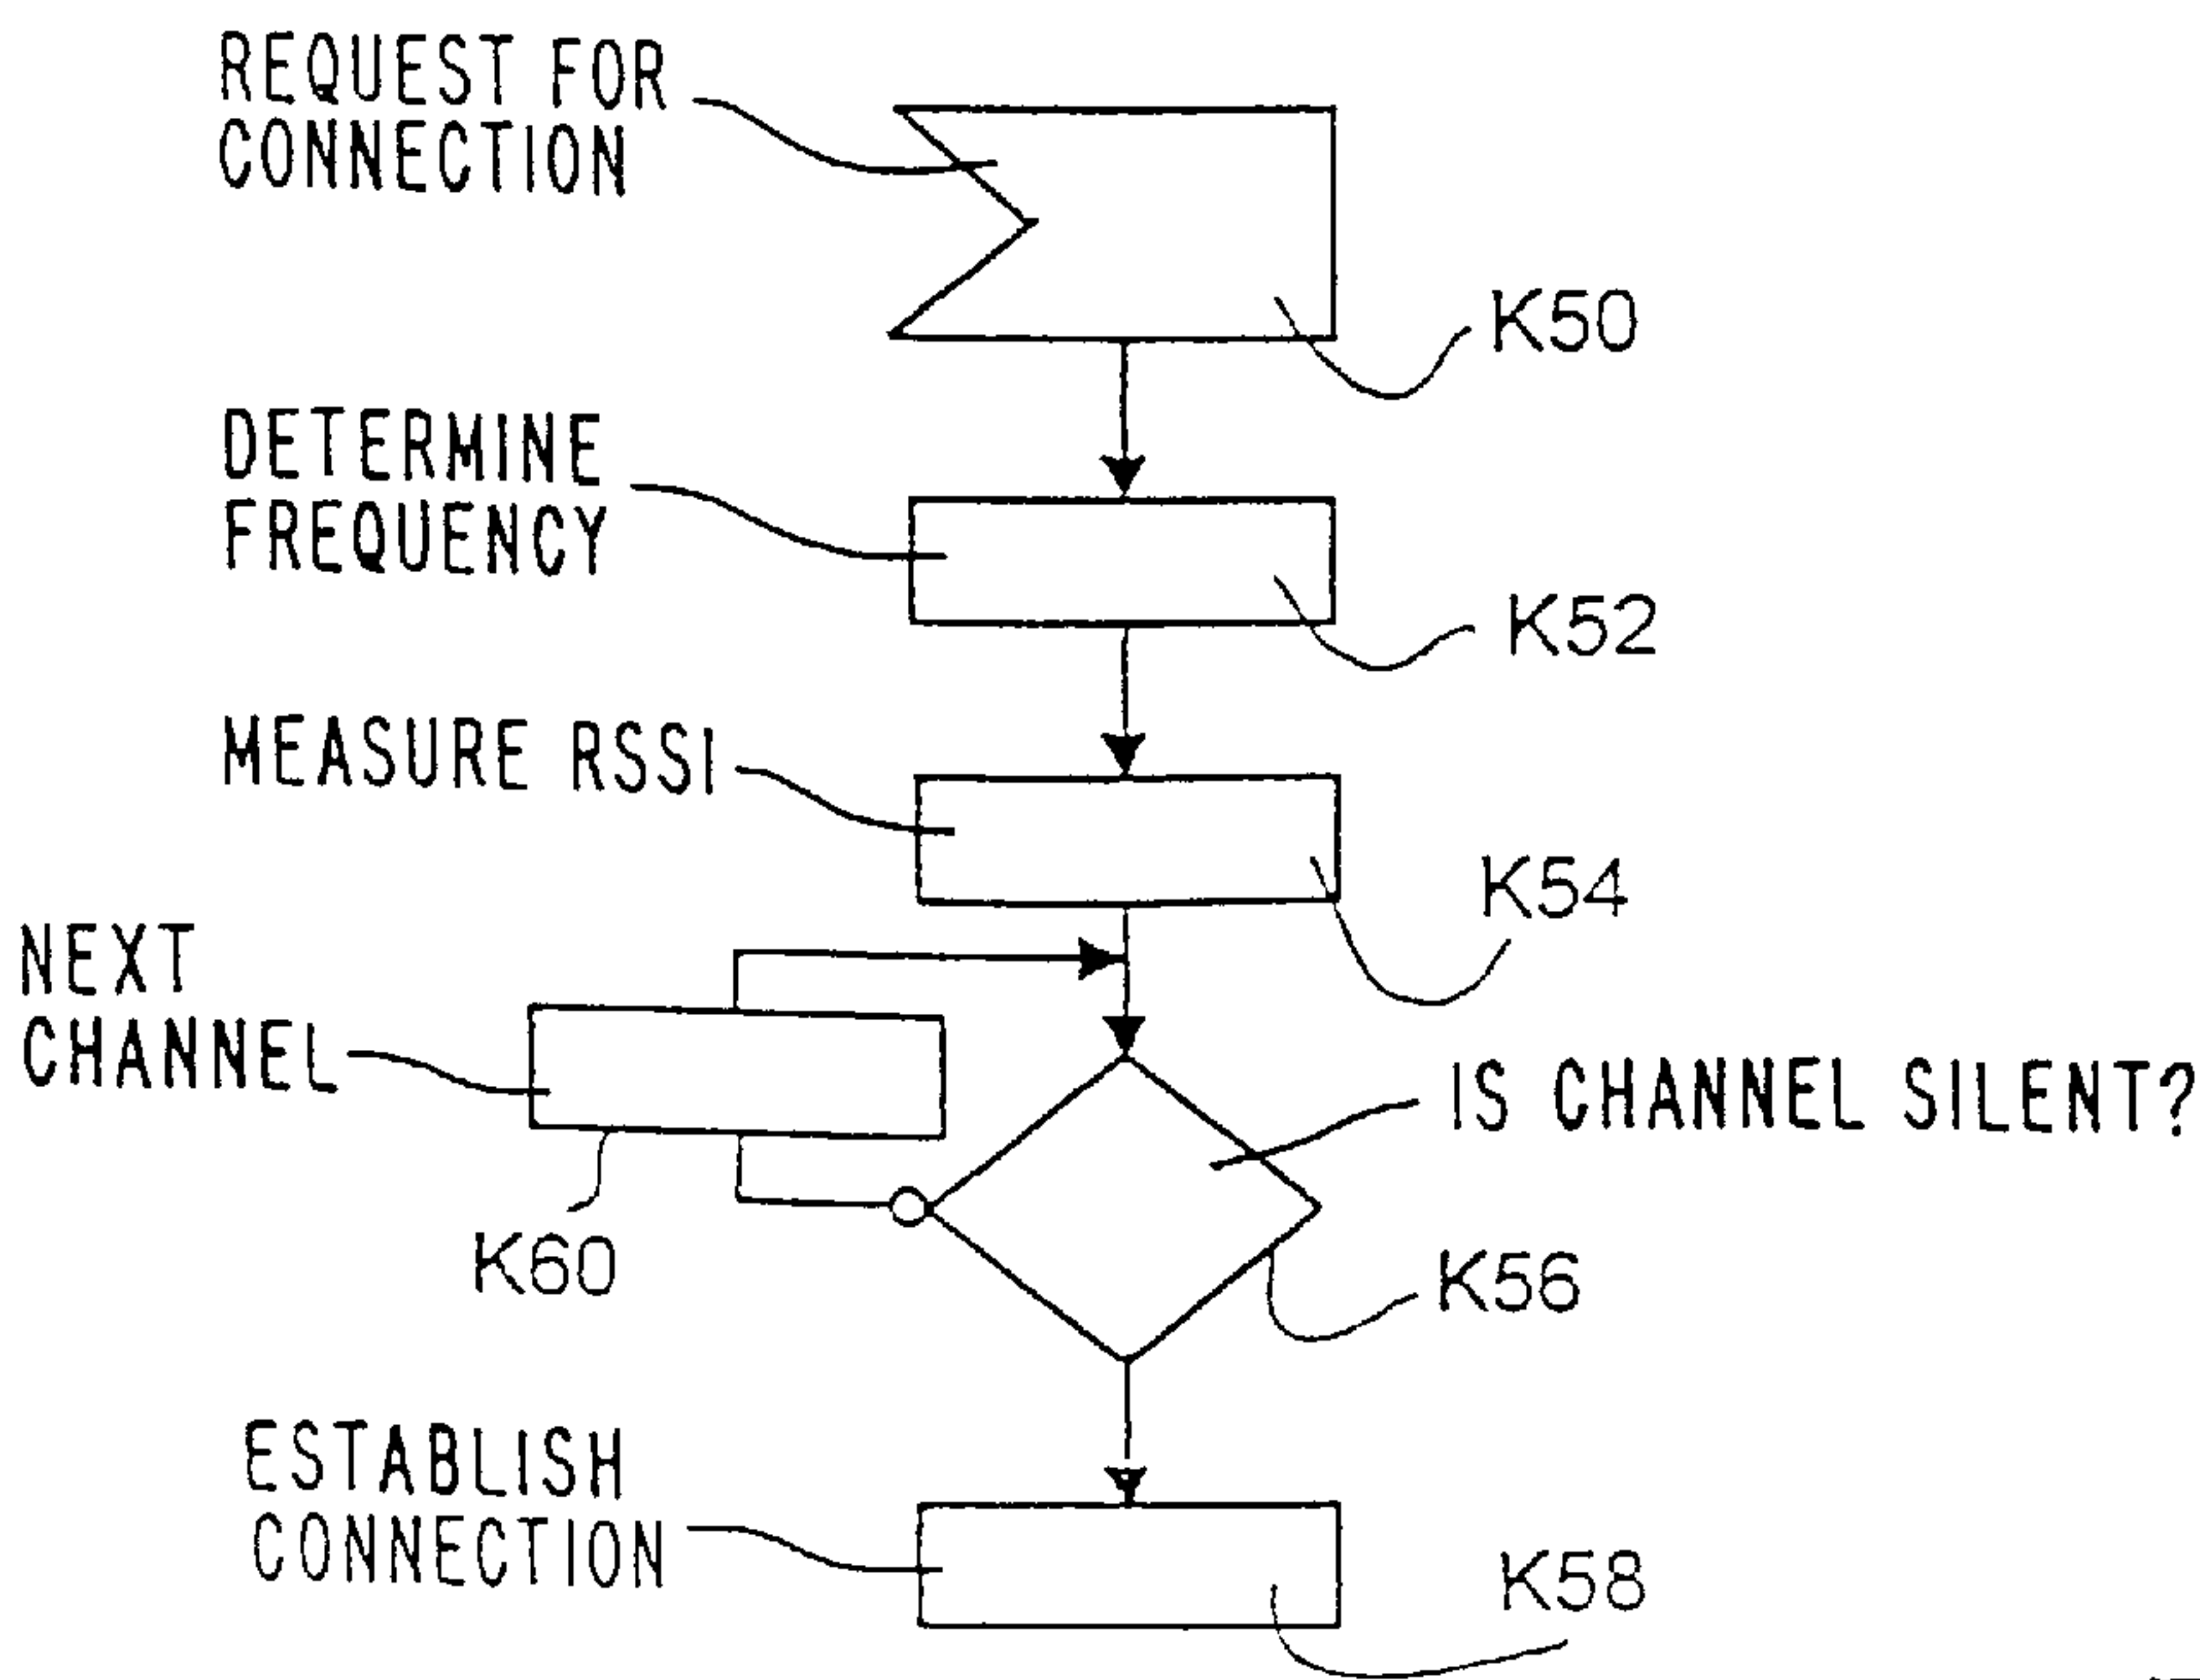 REQUEST FOR
CONNECTION
K50
DETERMINE
FREQUENCY
K52
MEASURE RSSI
K54
NEXT
CHANNEL
IS CHANNEL SILENT?
K60
K56
ESTABLISH
CONNECTION
K58